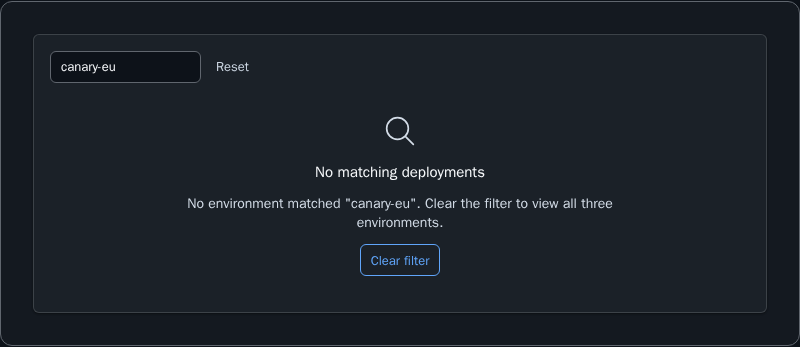 canary-eu
Reset
No matching deployments
No environment matched "canary-eu". Clear the filter to view all three
environments.
Clear filter